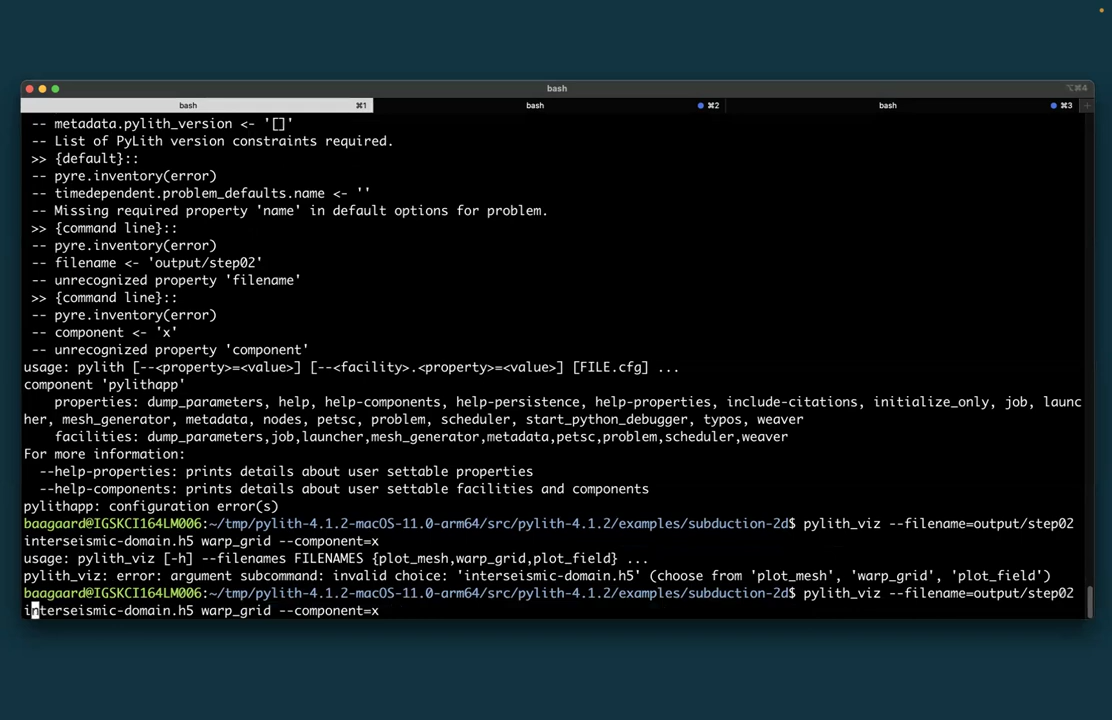 bash
⌥⌘4
bash ⌘1 bash ⌘2 bash ⌘3 +
-- metadata.pylith_version <- '[]'
-- List of PyLith version constraints required.
>> {default}::
-- pyre.inventory(error)
-- timedependent.problem_defaults.name <- ''
-- Missing required property 'name' in default options for problem.
>> {command line}::
-- pyre.inventory(error)
-- filename <- 'output/step02'
-- unrecognized property 'filename'
>> {command line}::
-- pyre.inventory(error)
-- component <- 'x'
-- unrecognized property 'component'
usage: pylith [--<property>=<value>] [--<facility>.<property>=<value>] [FILE.cfg] ...
component 'pylithapp'
properties: dump_parameters, help, help-components, help-persistence, help-properties, include-citations, initialize_only, job, launc
her, mesh_generator, metadata, nodes, petsc, problem, scheduler, start_python_debugger, typos, weaver
facilities: dump_parameters,job,launcher,mesh_generator,metadata,petsc,problem,scheduler,weaver
For more information:
--help-properties: prints details about user settable properties
--help-components: prints details about user settable facilities and components
pylithapp: configuration error(s)
baagaard@IGSKCI164LM006:~/tmp/pylith-4.1.2-macOS-11.0-arm64/src/pylith-4.1.2/examples/subduction-2d$ pylith_viz --filename=output/step02
interseismic-domain.h5 warp_grid --component=x
usage: pylith_viz [-h] --filenames FILENAMES {plot_mesh,warp_grid,plot_field} ...
pylith_viz: error: argument subcommand: invalid choice: 'interseismic-domain.h5' (choose from 'plot_mesh', 'warp_grid', 'plot_field')
baagaard@IGSKCI164LM006:~/tmp/pylith-4.1.2-macOS-11.0-arm64/src/pylith-4.1.2/examples/subduction-2d$ pylith_viz --filename=output/step02
interseismic-domain.h5 warp_grid --component=x